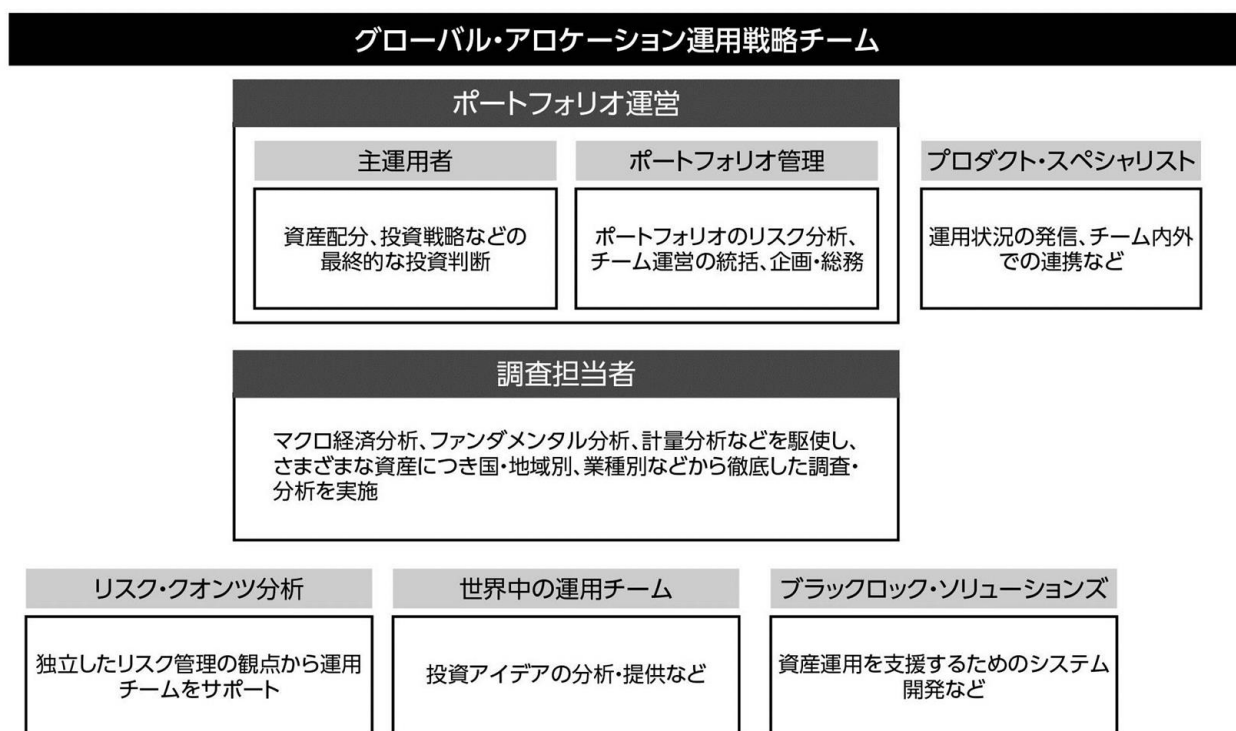 グローバル・アロケーション運用戦略チーム
ポートフォリオ運営
主運用者
資産配分、投資戦略などの
最終的な投資判断
ポートフォリオ管理
ポートフォリオのリスク分析、
チーム運営の統括、企画・総務
プロダクト・スペシャリスト
運用状況の発信、チーム内外
での連携など
調査担当者
マクロ経済分析、ファンダメンタル分析、計量分析などを駆使し、
さまざまな資産につき国・地域別、業種別などから徹底した調査・
分析を実施
リスク・クオンツ分析
独立したリスク管理の観点から運用
チームをサポート
世界中の運用チーム
投資アイデアの分析・提供など
ブラックロック・ソリューションズ
資産運用を支援するためのシステム
開発など